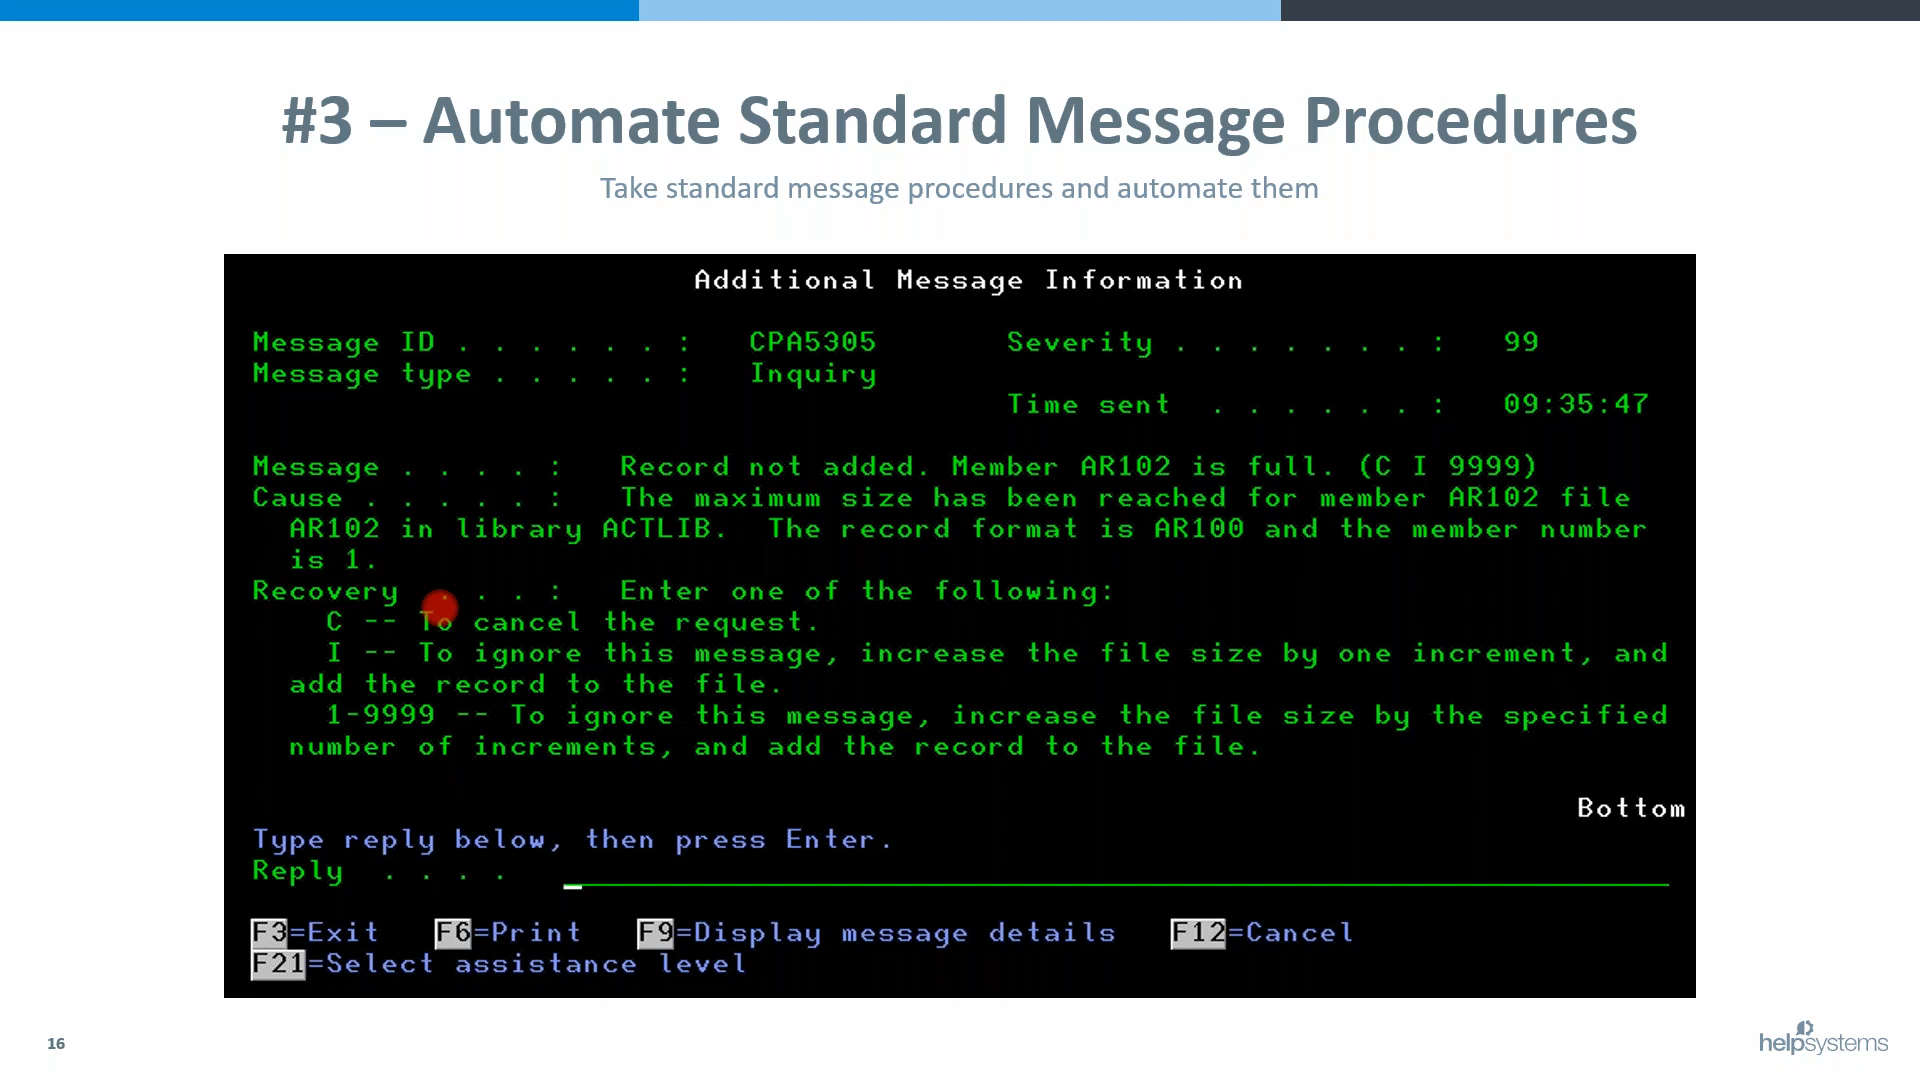 #3 – Automate Standard Message Procedures
Take standard message procedures and automate them
Additional Message Information
Message ID . . . . . . :   CPA5305   Severity . . . . . . . :   99
Message type . . . . . :   Inquiry
Time sent  . . . . . . :   09:35:47
Message . . . . :   Record not added. Member AR102 is full. (C I 9999)
Cause . . . . . :   The maximum size has been reached for member AR102 file
AR102 in library ACTLIB.  The record format is AR100 and the member number
is 1.
Recovery . . . :   Enter one of the following:
C -- To cancel the request.
I -- To ignore this message, increase the file size by one increment, and
add the record to the file.
1-9999 -- To ignore this message, increase the file size by the specified
number of increments, and add the record to the file.
Bottom
Type reply below, then press Enter.
Reply  . . . .
F3=Exit   F6=Print   F9=Display message details   F12=Cancel
F21=Select assistance level
16
helpsystems